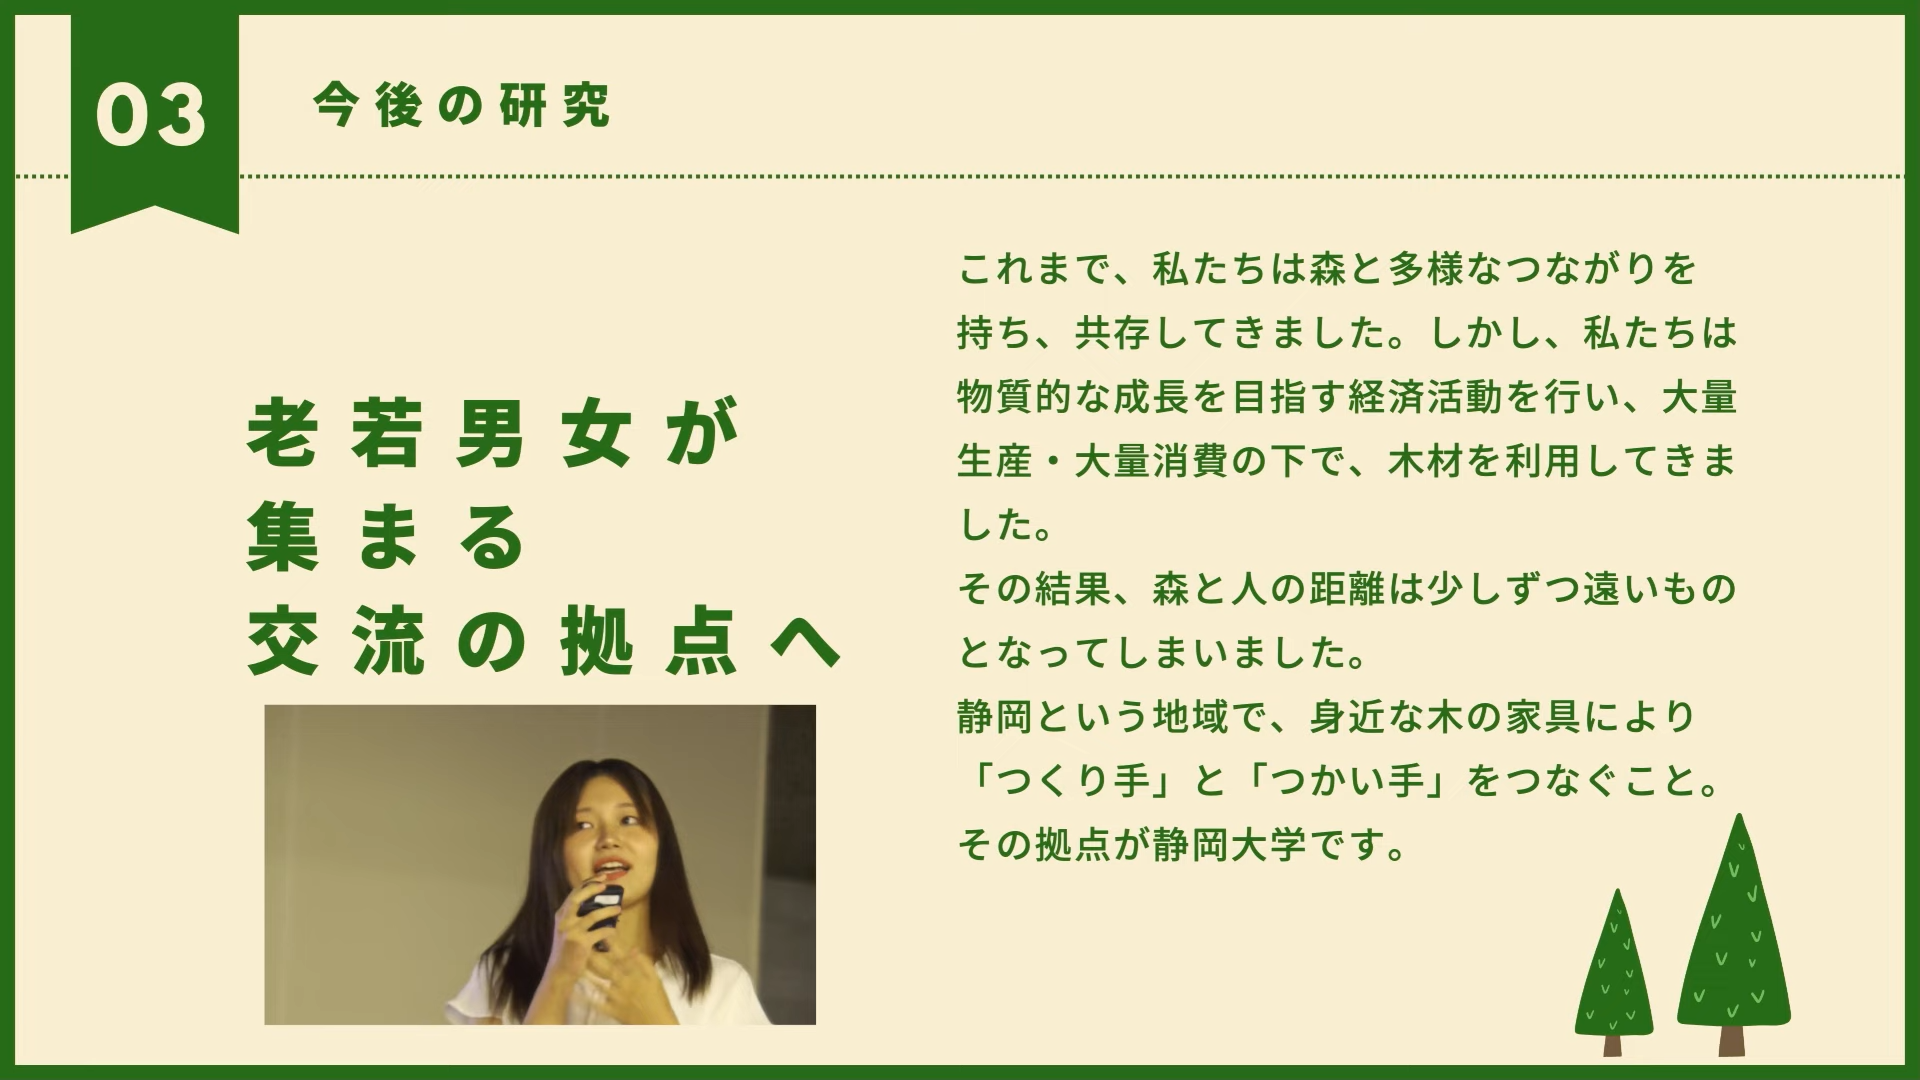 03
今後の研究
老若男女が
集まる
交流の拠点へ
これまで、私たちは森と多様なつながりを
持ち、共存してきました。しかし、私たちは
物質的な成長を目指す経済活動を行い、大量
生産・大量消費の下で、木材を利用してきま
した。
その結果、森と人の距離は少しずつ遠いもの
となってしまいました。
静岡という地域で、身近な木の家具により
「つくり手」と「つかい手」をつなぐこと。
その拠点が静岡大学です。